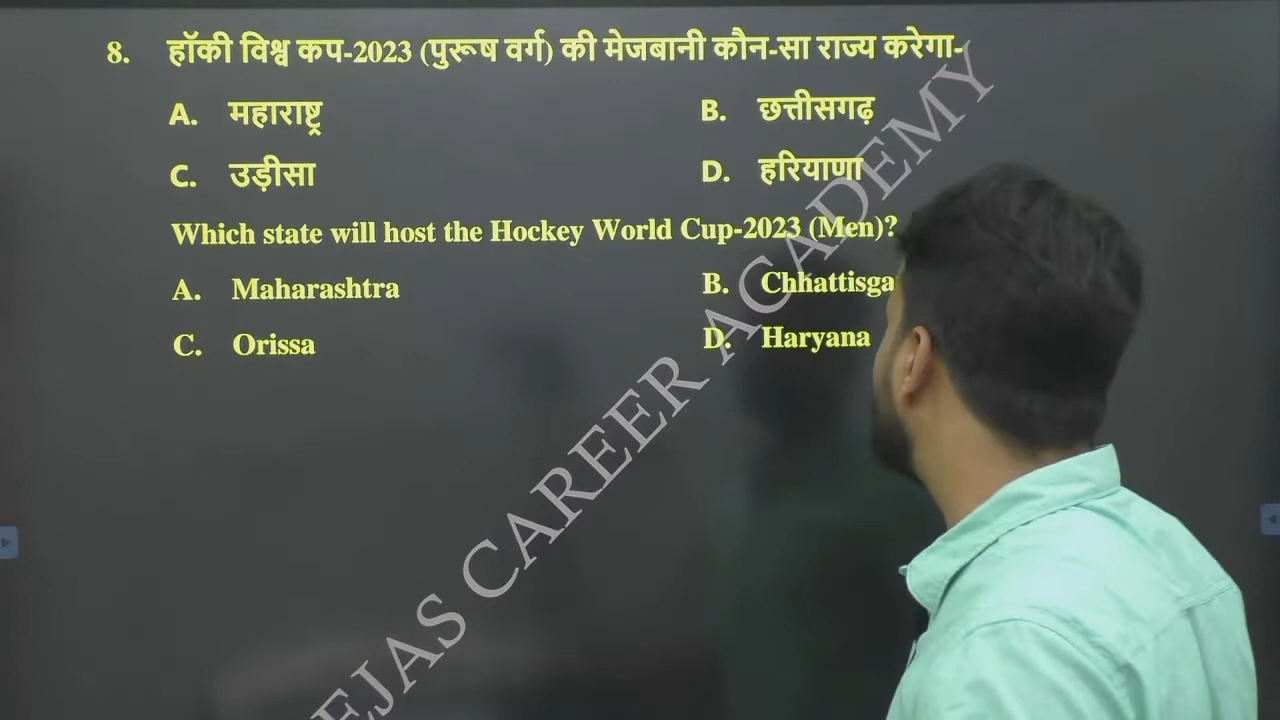 8. हॉकी विश्व कप-2023 (पुरूष वर्ग) की मेजबानी कौन-सा राज्य करेगा-
A. महाराष्ट्र B. छत्तीसगढ़
C. उड़ीसा D. हरियाणा
Which state will host the Hockey World Cup-2023 (Men)?
A. Maharashtra B. Chhattisga
C. Orissa D. Haryana
EJAS CAREER ACADEMY